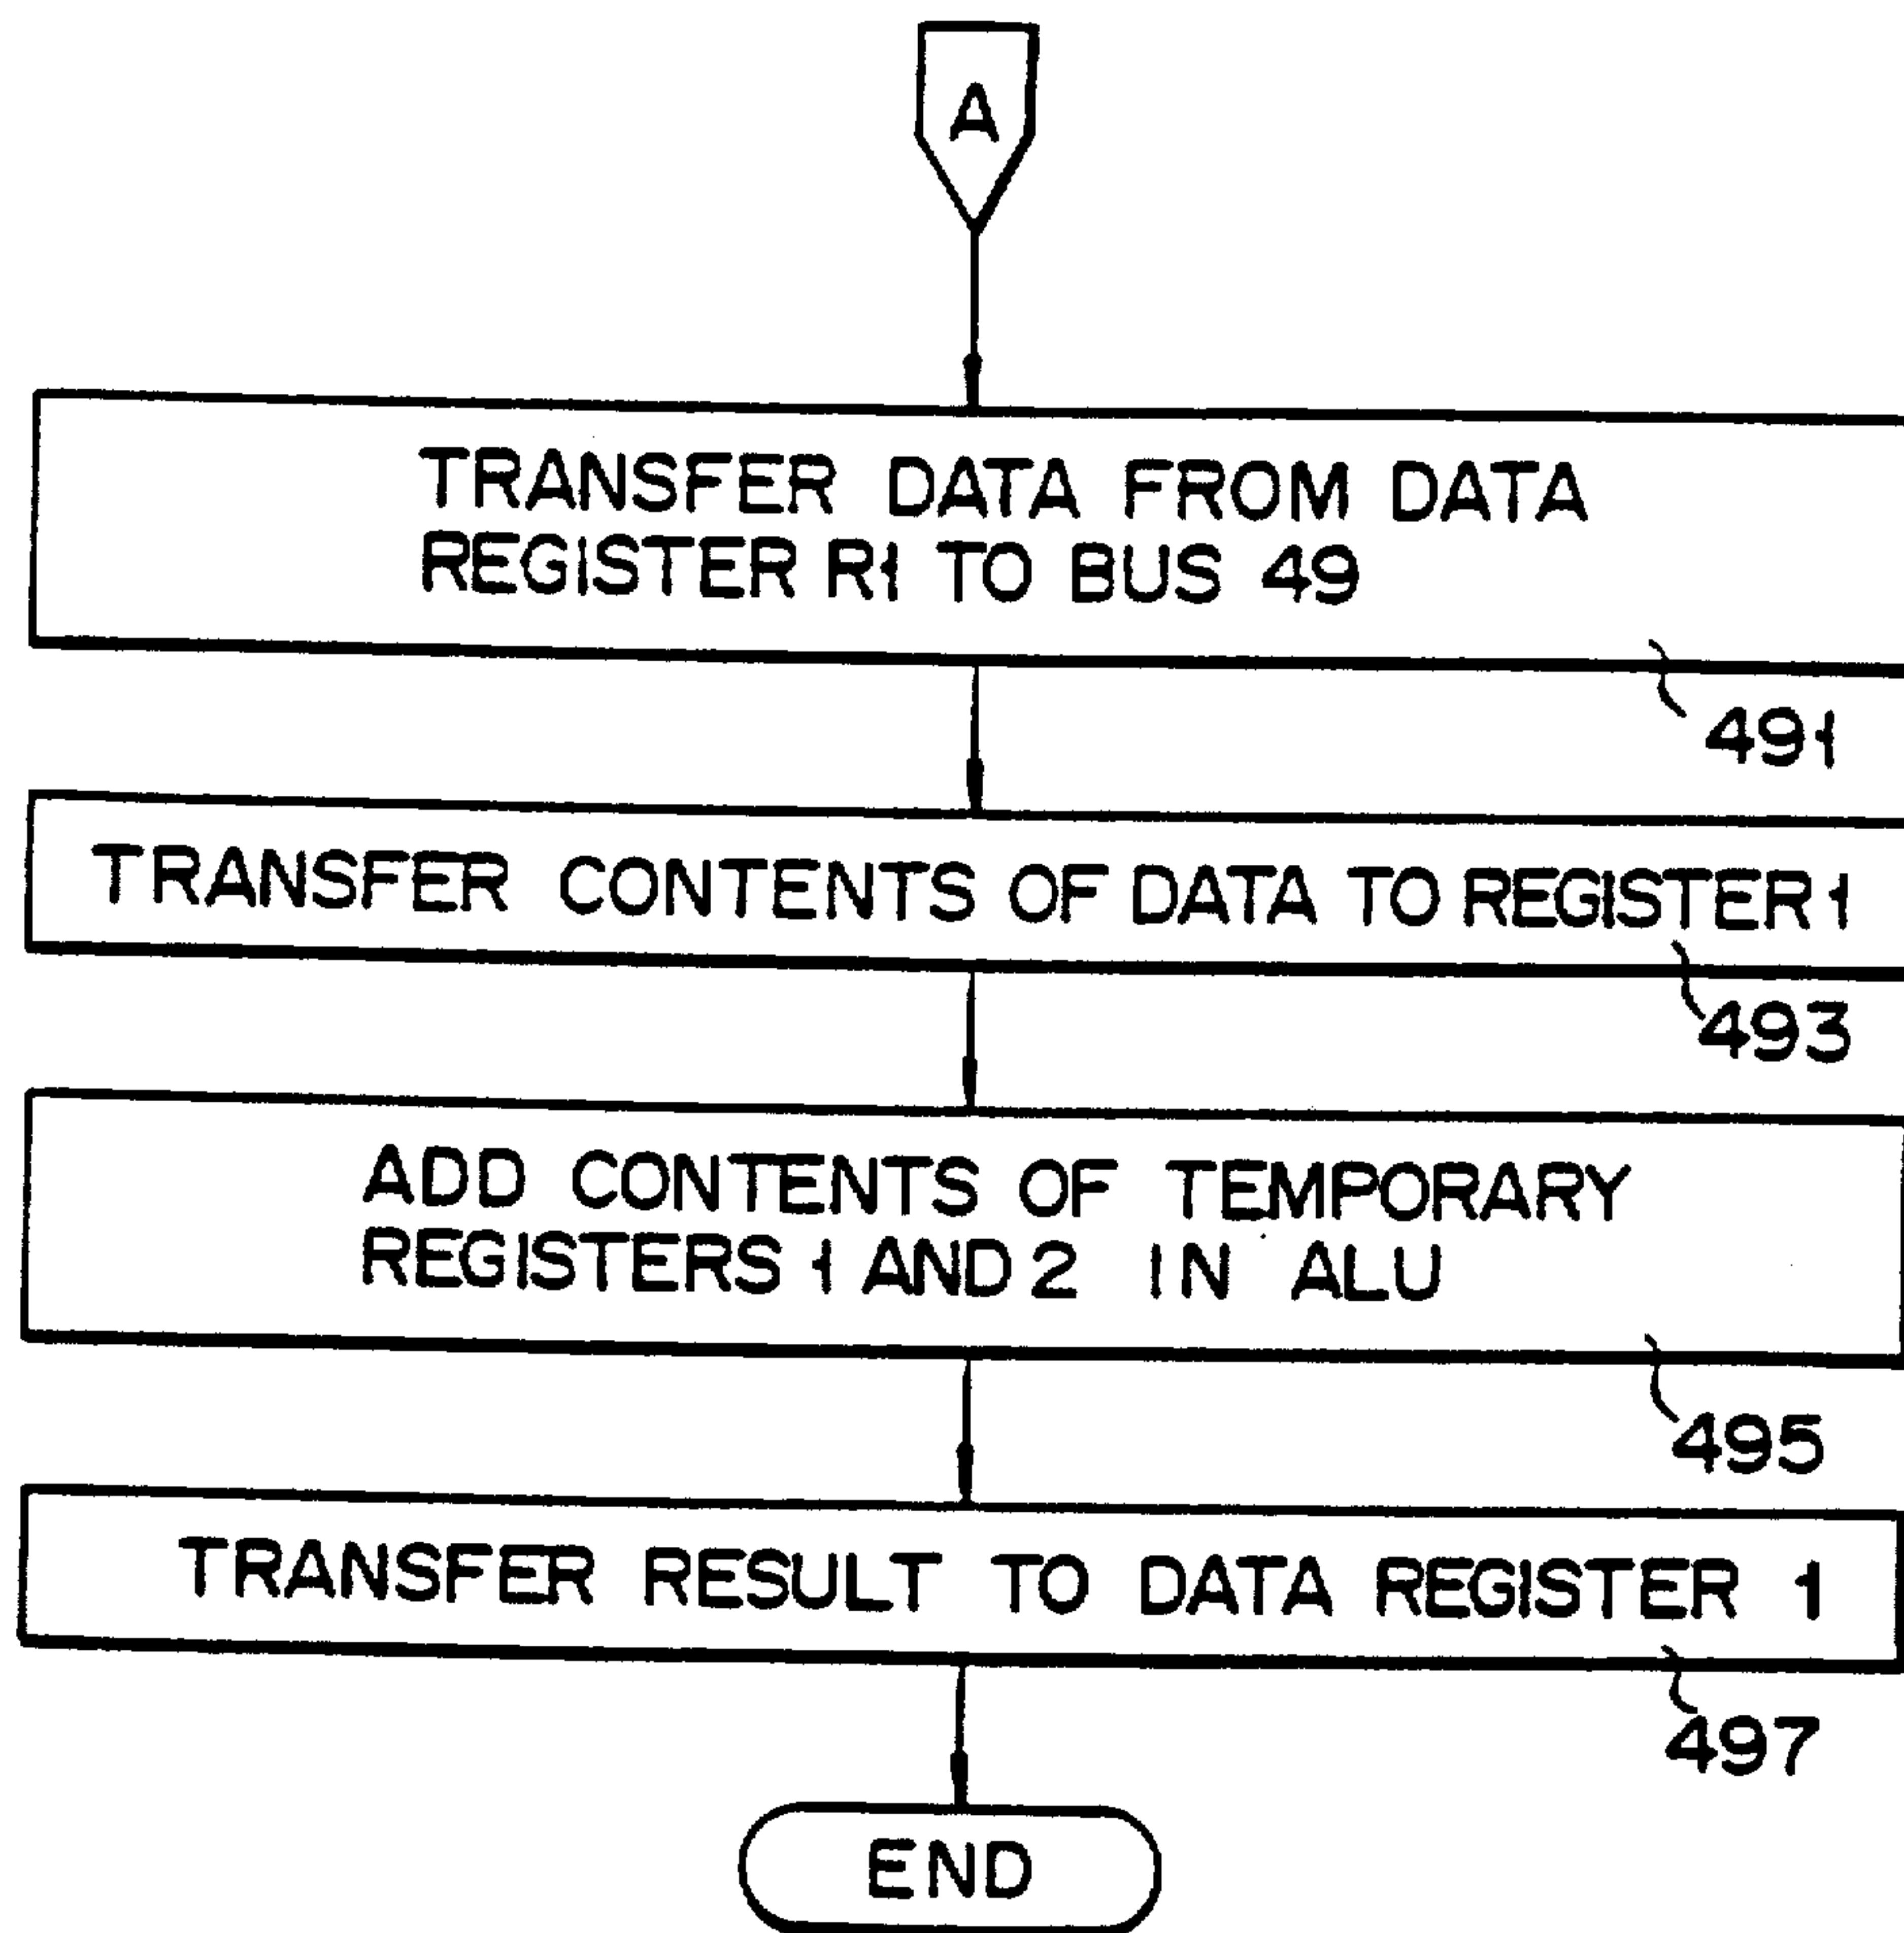 A
TRANSFER DATA FROM DATA
REGISTER R1 TO BUS 49
491
TRANSFER CONTENTS OF DATA TO REGISTER 1
493
ADD CONTENTS OF TEMPORARY
REGISTERS 1 AND 2 IN ALU
495
TRANSFER RESULT TO DATA REGISTER 1
497
END